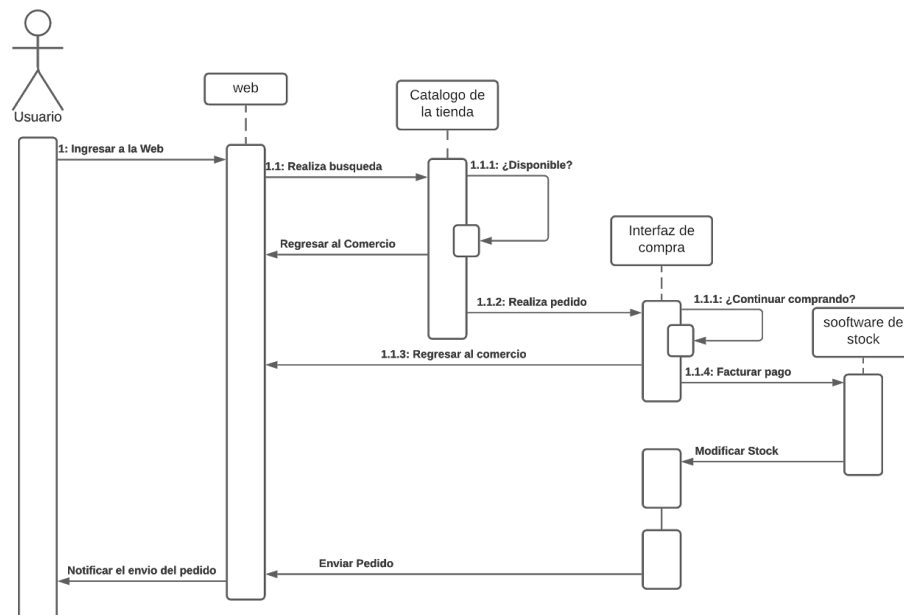 Usuario
web
Catalogo de
la tienda
1: Ingresar a la Web
1.1: Realiza busqueda
1.1.1: ¿Disponible?
Regresar al Comercio
Interfaz de
compra
1.1.2: Realiza pedido
1.1.1: ¿Continuar comprando?
sooftware de
stock
1.1.3: Regresar al comercio
1.1.4: Facturar pago
Modificar Stock
Enviar Pedido
Notificar el envio del pedido